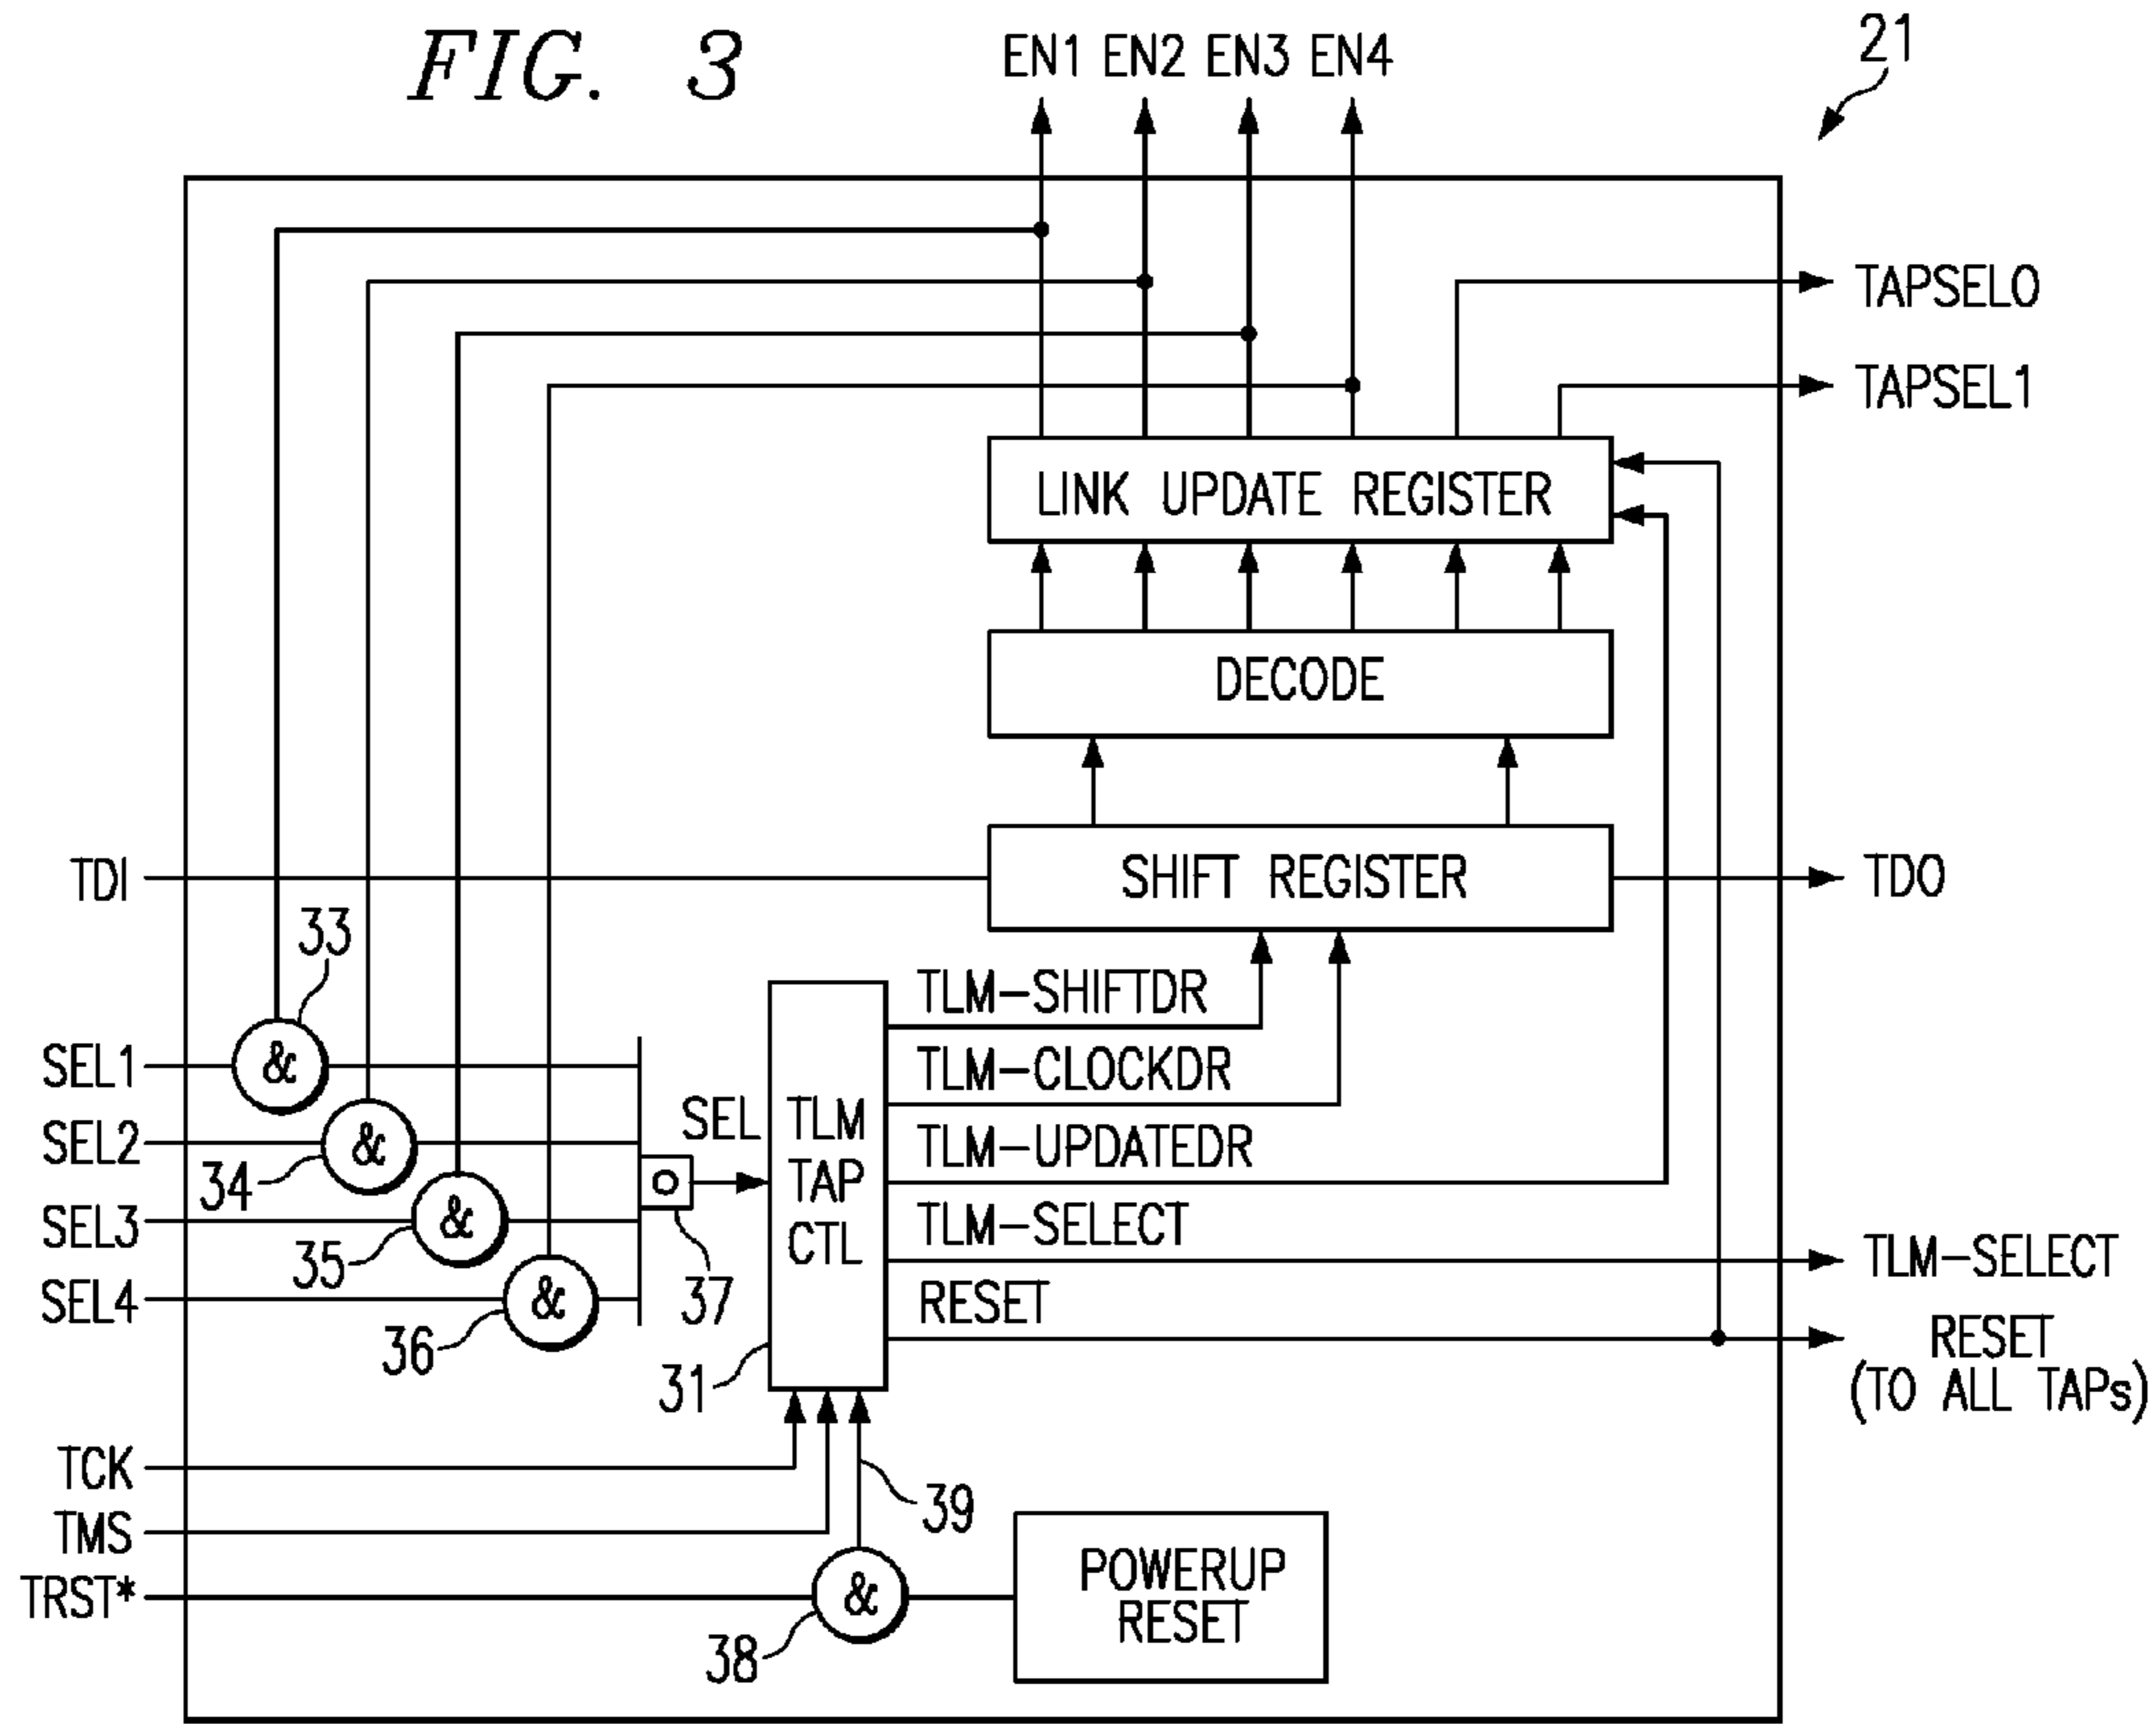 FIG. 3
EN1 EN2 EN3 EN4
21
TAPSEL0
TAPSEL1
LINK UPDATE REGISTER
DECODE
TDI
SHIFT REGISTER
TDO
33
TLM-SHIFTDR
SEL1
&
TLM-CLOCKDR
SEL2
&
34
SEL
TLM
TAP
CTL
TLM-UPDATEDR
SEL3
&
35
O
37
TLM-SELECT
TLM-SELECT
SEL4
&
36
31
RESET
RESET
(TO ALL TAPs)
TCK
39
TMS
TRST*
&
38
POWERUP
RESET